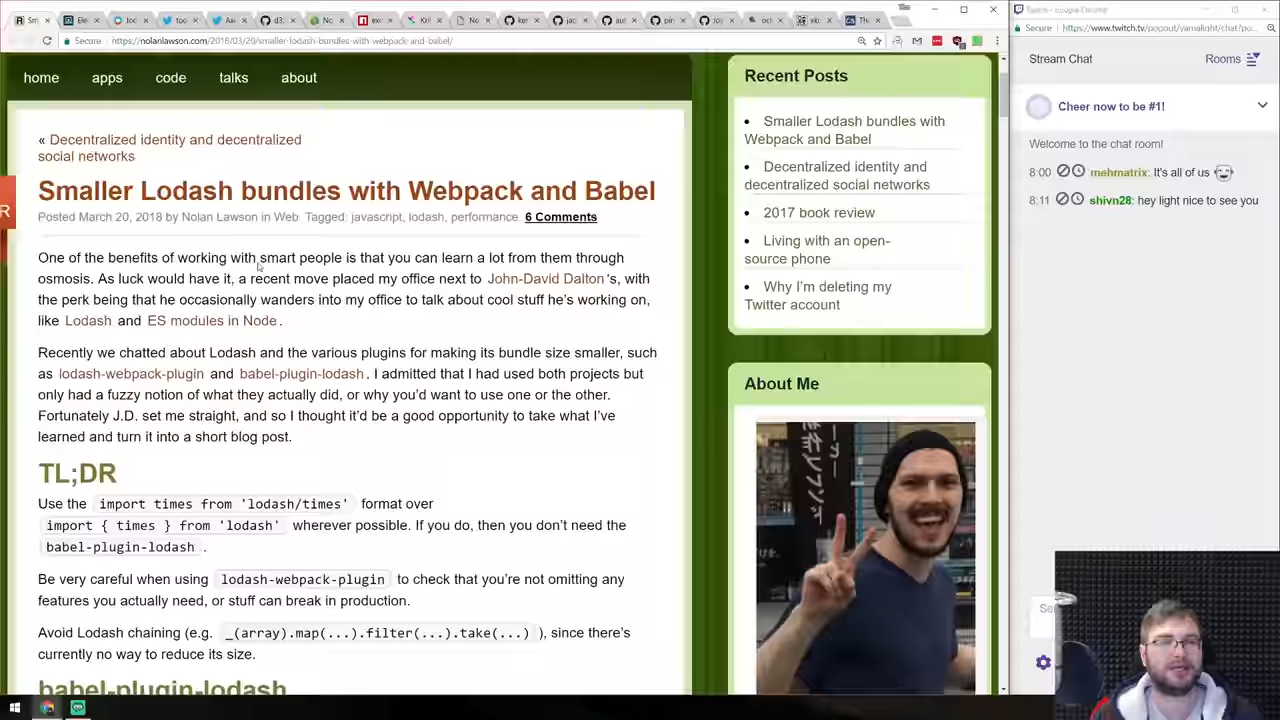 Sm
Ele
Secure
https://nolanlawson.com/2018/03/20/smaller-lodash-bundles-with-webpack-and-babel/
home apps code talks about
« Decentralized identity and decentralized
social networks
R
Smaller Lodash bundles with Webpack and Babel
Posted March 20, 2018 by Nolan Lawson in Web. Tagged: javascript, lodash, performance. 6 Comments
One of the benefits of working with smart people is that you can learn a lot from them through
osmosis. As luck would have it, a recent move placed my office next to John-David Dalton's, with
the perk being that he occasionally wanders into my office to talk about cool stuff he's working on,
like Lodash and ES modules in Node.
Recently we chatted about Lodash and the various plugins for making its bundle size smaller, such
as lodash-webpack-plugin and babel-plugin-lodash. I admitted that I had used both projects but
only had a fuzzy notion of what they actually did, or why you'd want to use one or the other.
Fortunately J.D. set me straight, and so I thought it'd be a good opportunity to take what I've
learned and turn it into a short blog post.
TL;DR
Use the import times from 'lodash/times' format over
import { times } from 'lodash' wherever possible. If you do, then you don't need the
babel-plugin-lodash.
Be very careful when using lodash-webpack-plugin to check that you're not omitting any
features you actually need, or stuff can break in production.
Avoid Lodash chaining (e.g. _(array).map(...).filter(...).take(...) ), since there's
currently no way to reduce its size.
babel-plugin-lodash
Recent Posts
Smaller Lodash bundles with
Webpack and Babel
Decentralized identity and
decentralized social networks
2017 book review
Living with an open-
source phone
Why I'm deleting my
Twitter account
About Me
Twitch - Google Chrome
Secure https://www.twitch.tv/popout/yamalight/chat?po...
Stream Chat Rooms
Cheer now to be #1!
Welcome to the chat room!
8:00 mehmatrix: It's all of us
8:11 shivn28: hey light nice to see you